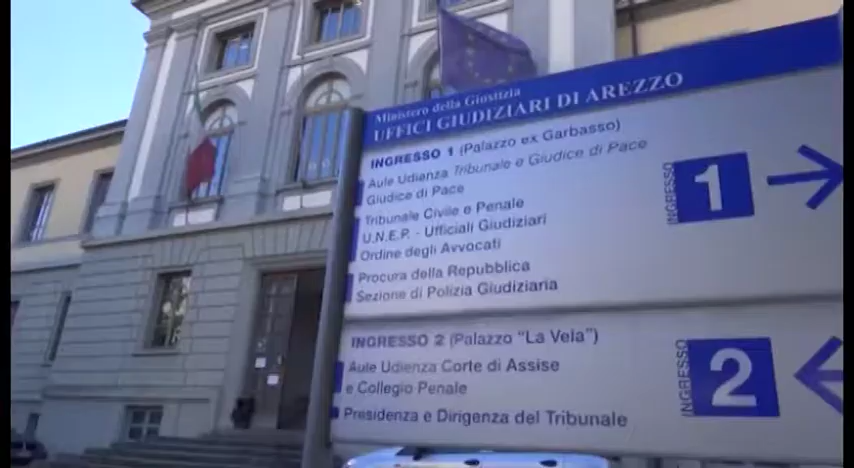 Ministero della Giustizia
UFFICI GIUDIZIARI DI AREZZO
INGRESSO 1 (Palazzo ex Garbasso)
Aule Udienza Tribunale e Giudice di Pace
Giudice di Pace
Tribunale Civile e Penale
U.N.E.P. - Ufficiali Giudiziari
Ordine degli Avvocati
Procura della Repubblica
Sezione di Polizia Giudiziaria
INGRESSO
1
INGRESSO 2 (Palazzo "La Vela")
Aule Udienza Corte di Assise
e Collegio Penale
Presidenza e Dirigenza del Tribunale
INGRESSO
2